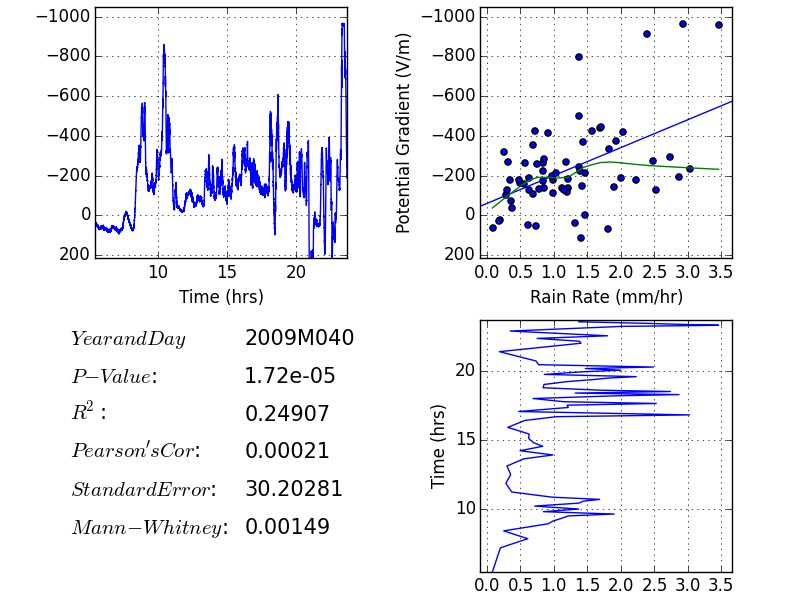 −1000
−800
−600
−400
−200
0
200
10 15 20
Time (hrs)
Potential Gradient (V/m)
−1000
−800
−600
−400
−200
0
200
0.0 0.5 1.0 1.5 2.0 2.5 3.0 3.5
Rain Rate (mm/hr)
YearandDay 2009M040
P−Value: 1.72e-05
R²: 0.24907
Pearson'sCor: 0.00021
StandardError: 30.20281
Mann−Whitney: 0.00149
Time (hrs)
20
15
10
0.0 0.5 1.0 1.5 2.0 2.5 3.0 3.5